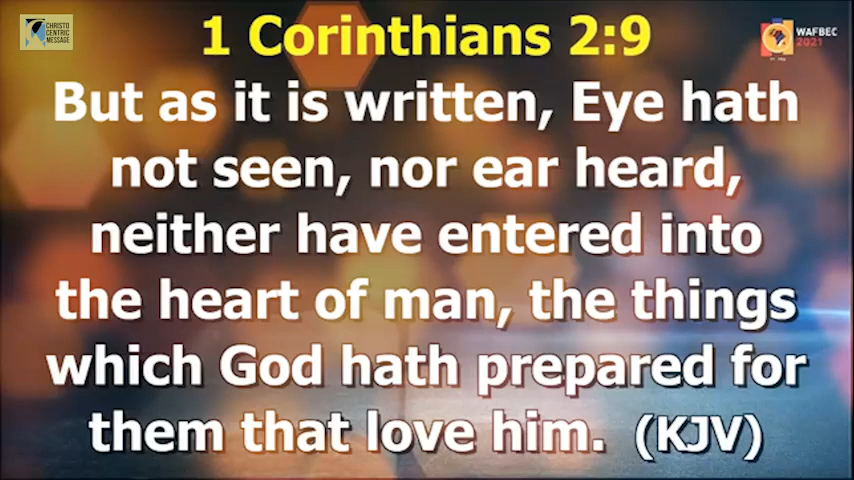 CHRISTO
CENTRIC
MESSAGE
1 Corinthians 2:9
WAFBEC
2021
But as it is written, Eye hath
not seen, nor ear heard,
neither have entered into
the heart of man, the things
which God hath prepared for
them that love him. (KJV)